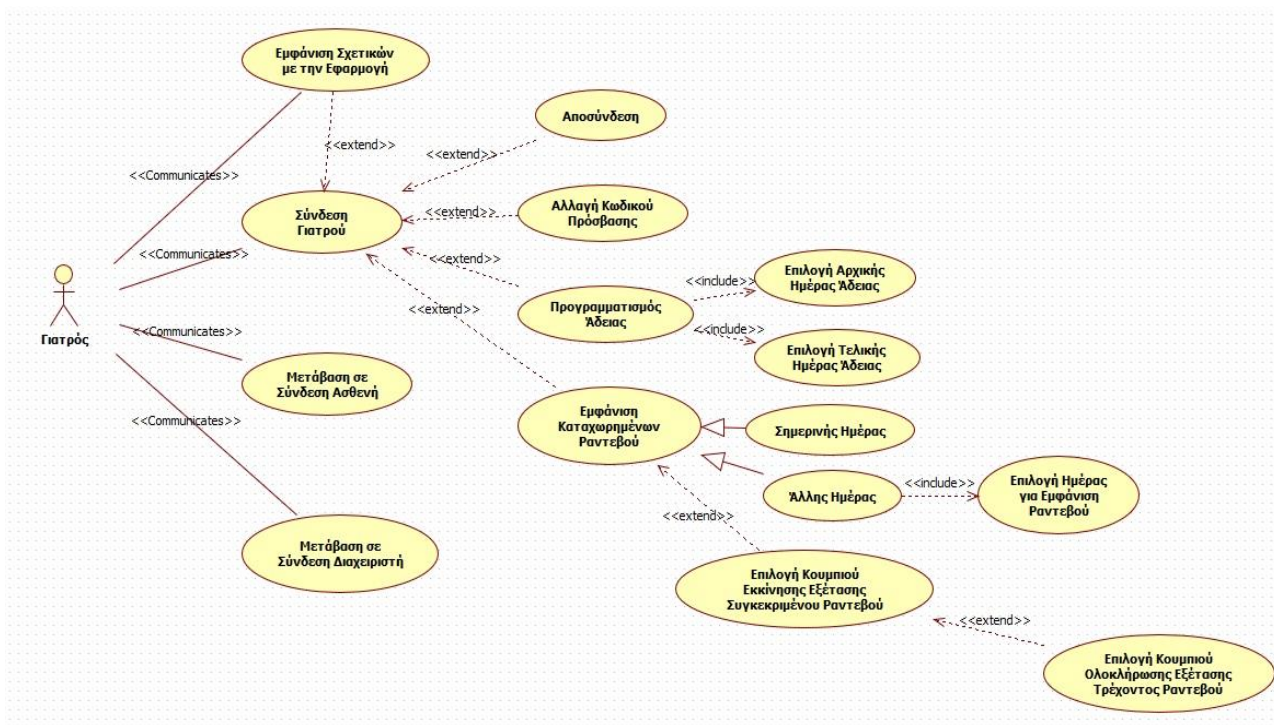 Εμφάνιση Σχετικών
με την Εφαρμογή
Αποσύνδεση
<<extend>>
<<extend>>
<<Communicates>>
Σύνδεση
Γιατρού
<<extend>>
Αλλαγή Κωδικού
Πρόσβασης
<<Communicates>>
<<extend>>
Επιλογή Αρχικής
Ημέρας Άδειας
<<include>>
Προγραμματισμός
Άδειας
<<extend>>
Γιατρός
<<Communicates>>
<<include>>
Επιλογή Τελικής
Ημέρας Άδειας
Μετάβαση σε
Σύνδεση Ασθενή
<<Communicates>>
Εμφάνιση
Καταχωρημένων
Ραντεβού
Σημερινής Ημέρας
Άλλης Ημέρας
<<include>>
Επιλογή Ημέρας
για Εμφάνιση
Ραντεβού
<<extend>>
Μετάβαση σε
Σύνδεση Διαχειριστή
Επιλογή Κουμπιού
Εκκίνησης Εξέτασης
Συγκεκριμένου Ραντεβού
<<extend>>
Επιλογή Κουμπιού
Ολοκλήρωσης Εξέτασης
Τρέχοντος Ραντεβού